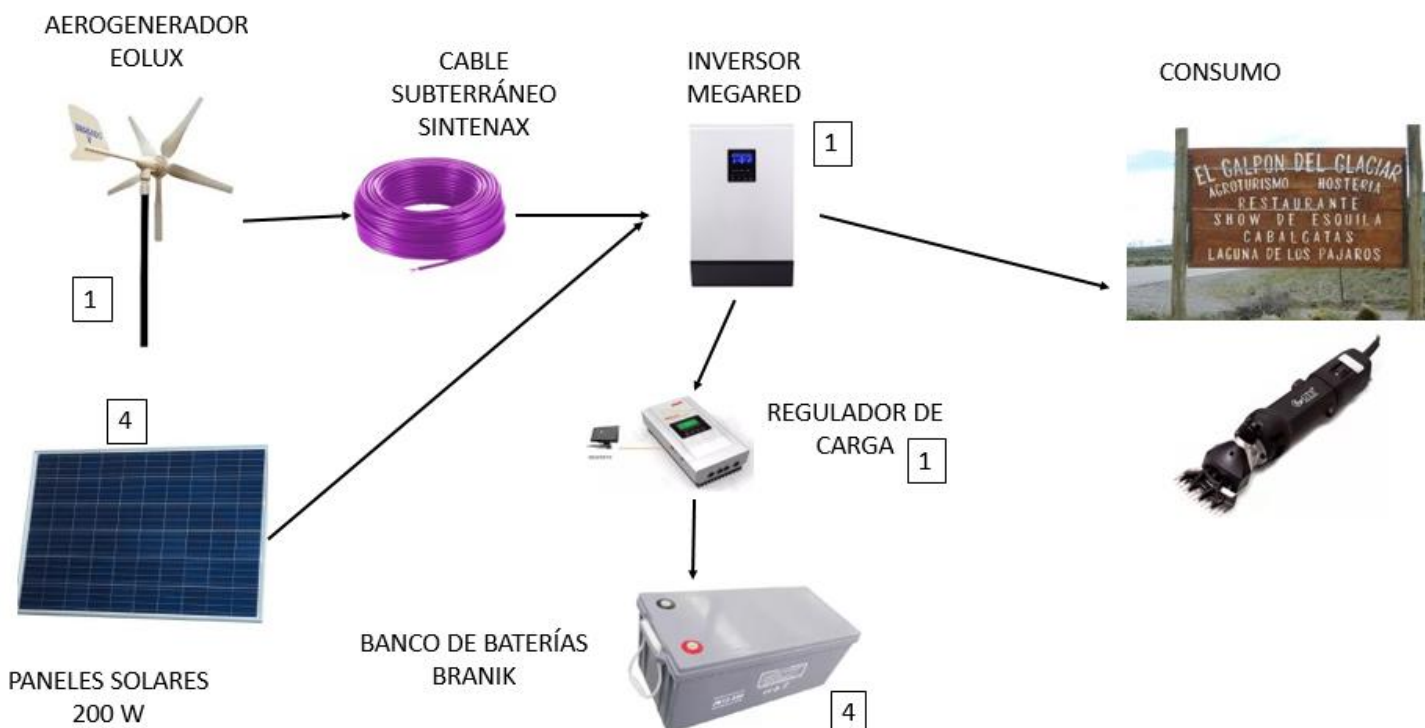 AEROGENERADOR
EOLUX
1
CABLE
SUBTERRÁNEO
SINTENAX
INVERSOR
MEGARED
1
CONSUMO
EL GALPON DEL GLACIAR
AGROTURISMO HOSTERIA
RESTAURANTE
SHOW DE ESQUILA
CABALGATAS
LAGUNA DE LOS PAJAROS
4
PANELES SOLARES
200 W
REGULADOR DE
CARGA
1
BANCO DE BATERÍAS
BRANIK
4